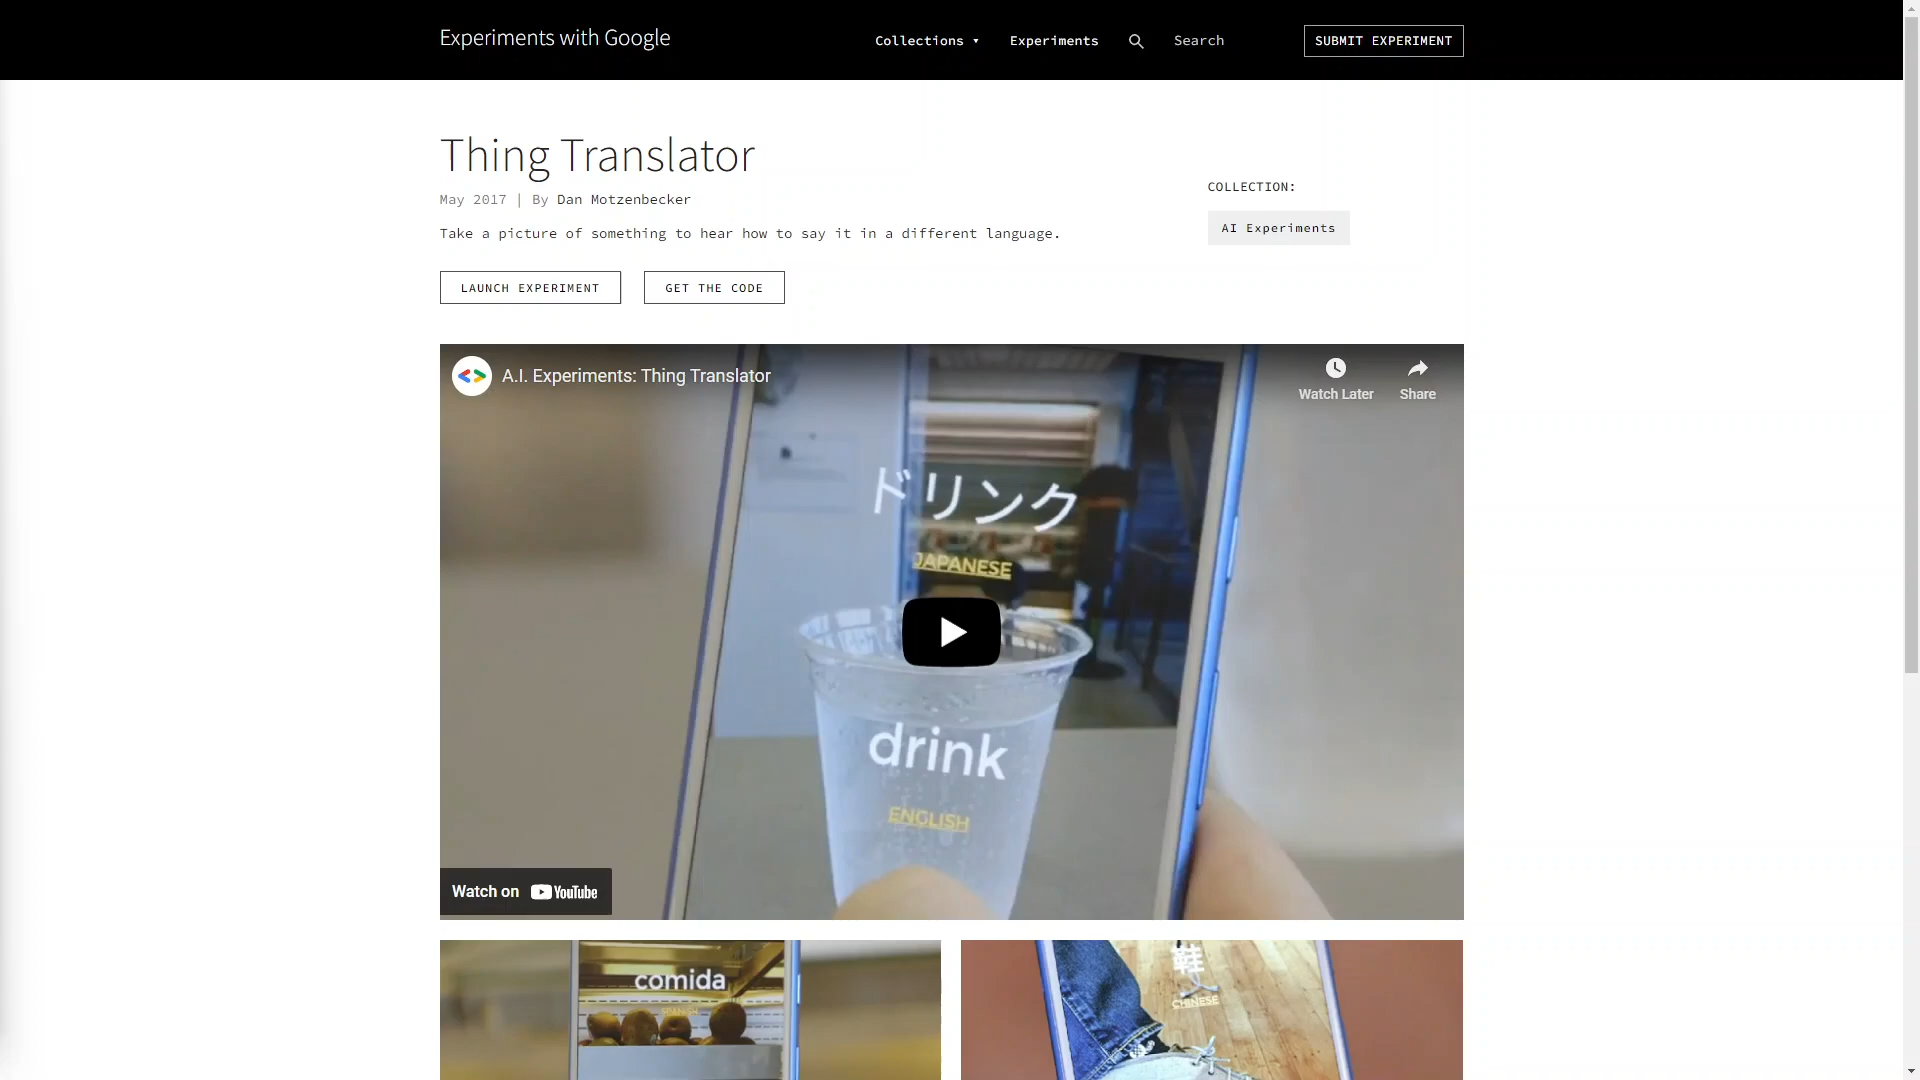 Experiments with Google
Collections ▾
Experiments
Search
SUBMIT EXPERIMENT
Thing Translator
May 2017 | By Dan Motzenbecker
Take a picture of something to hear how to say it in a different language.
COLLECTION:
AI Experiments
LAUNCH EXPERIMENT
GET THE CODE
A.I. Experiments: Thing Translator
Watch Later
Share
ドリンク
JAPANESE
drink
ENGLISH
Watch on YouTube
comida
SPANISH
鞋
CHINESE